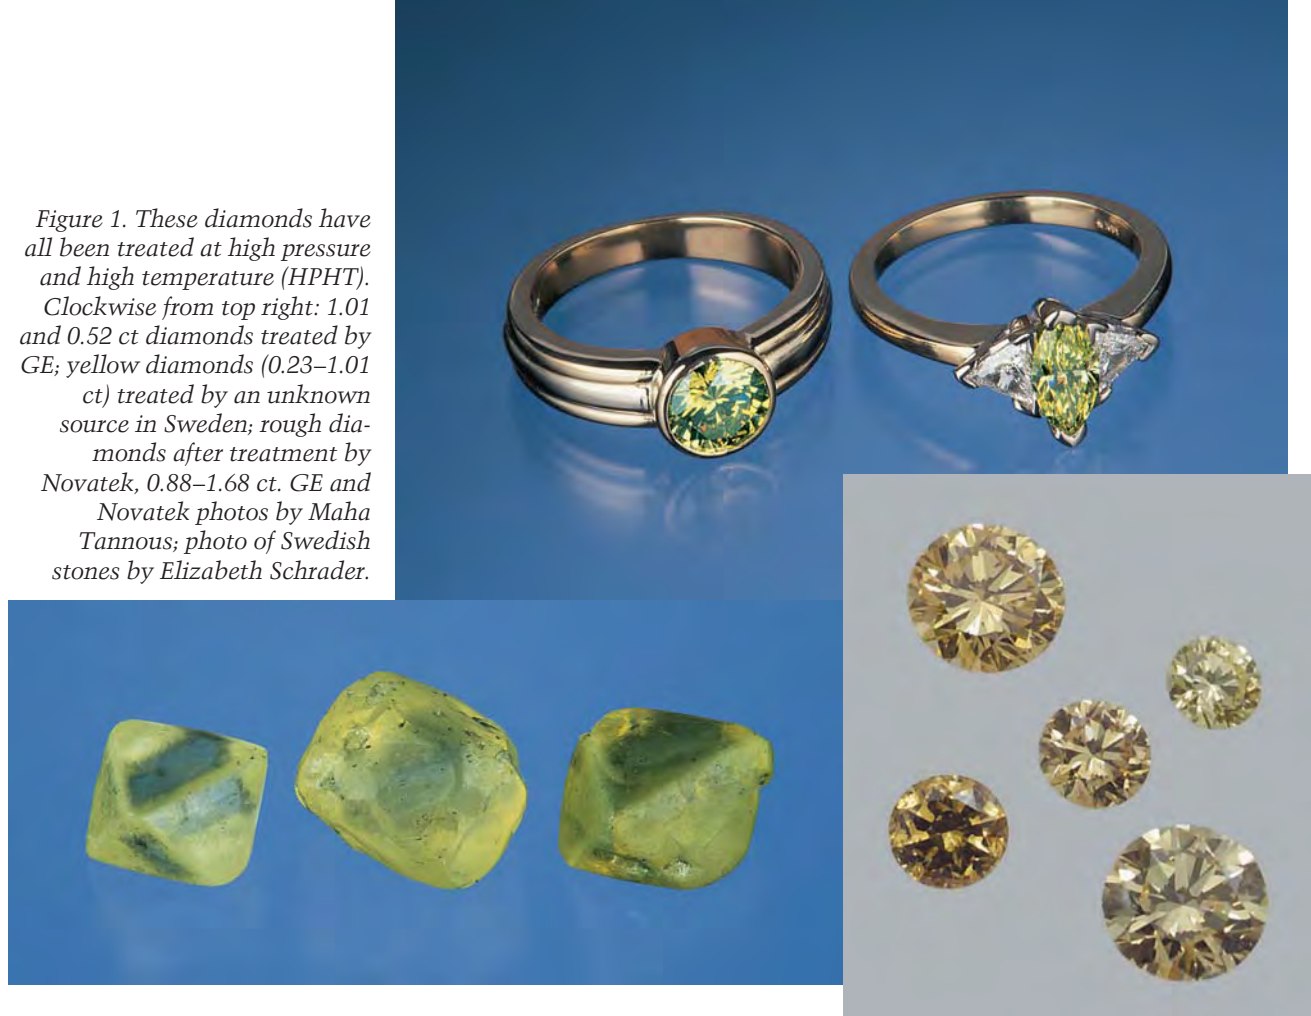 Figure 1. These diamonds have
all been treated at high pressure
and high temperature (HPHT).
Clockwise from top right: 1.01
and 0.52 ct diamonds treated by
GE; yellow diamonds (0.23–1.01
ct) treated by an unknown
source in Sweden; rough dia-
monds after treatment by
Novatek, 0.88–1.68 ct. GE and
Novatek photos by Maha
Tannous; photo of Swedish
stones by Elizabeth Schrader.